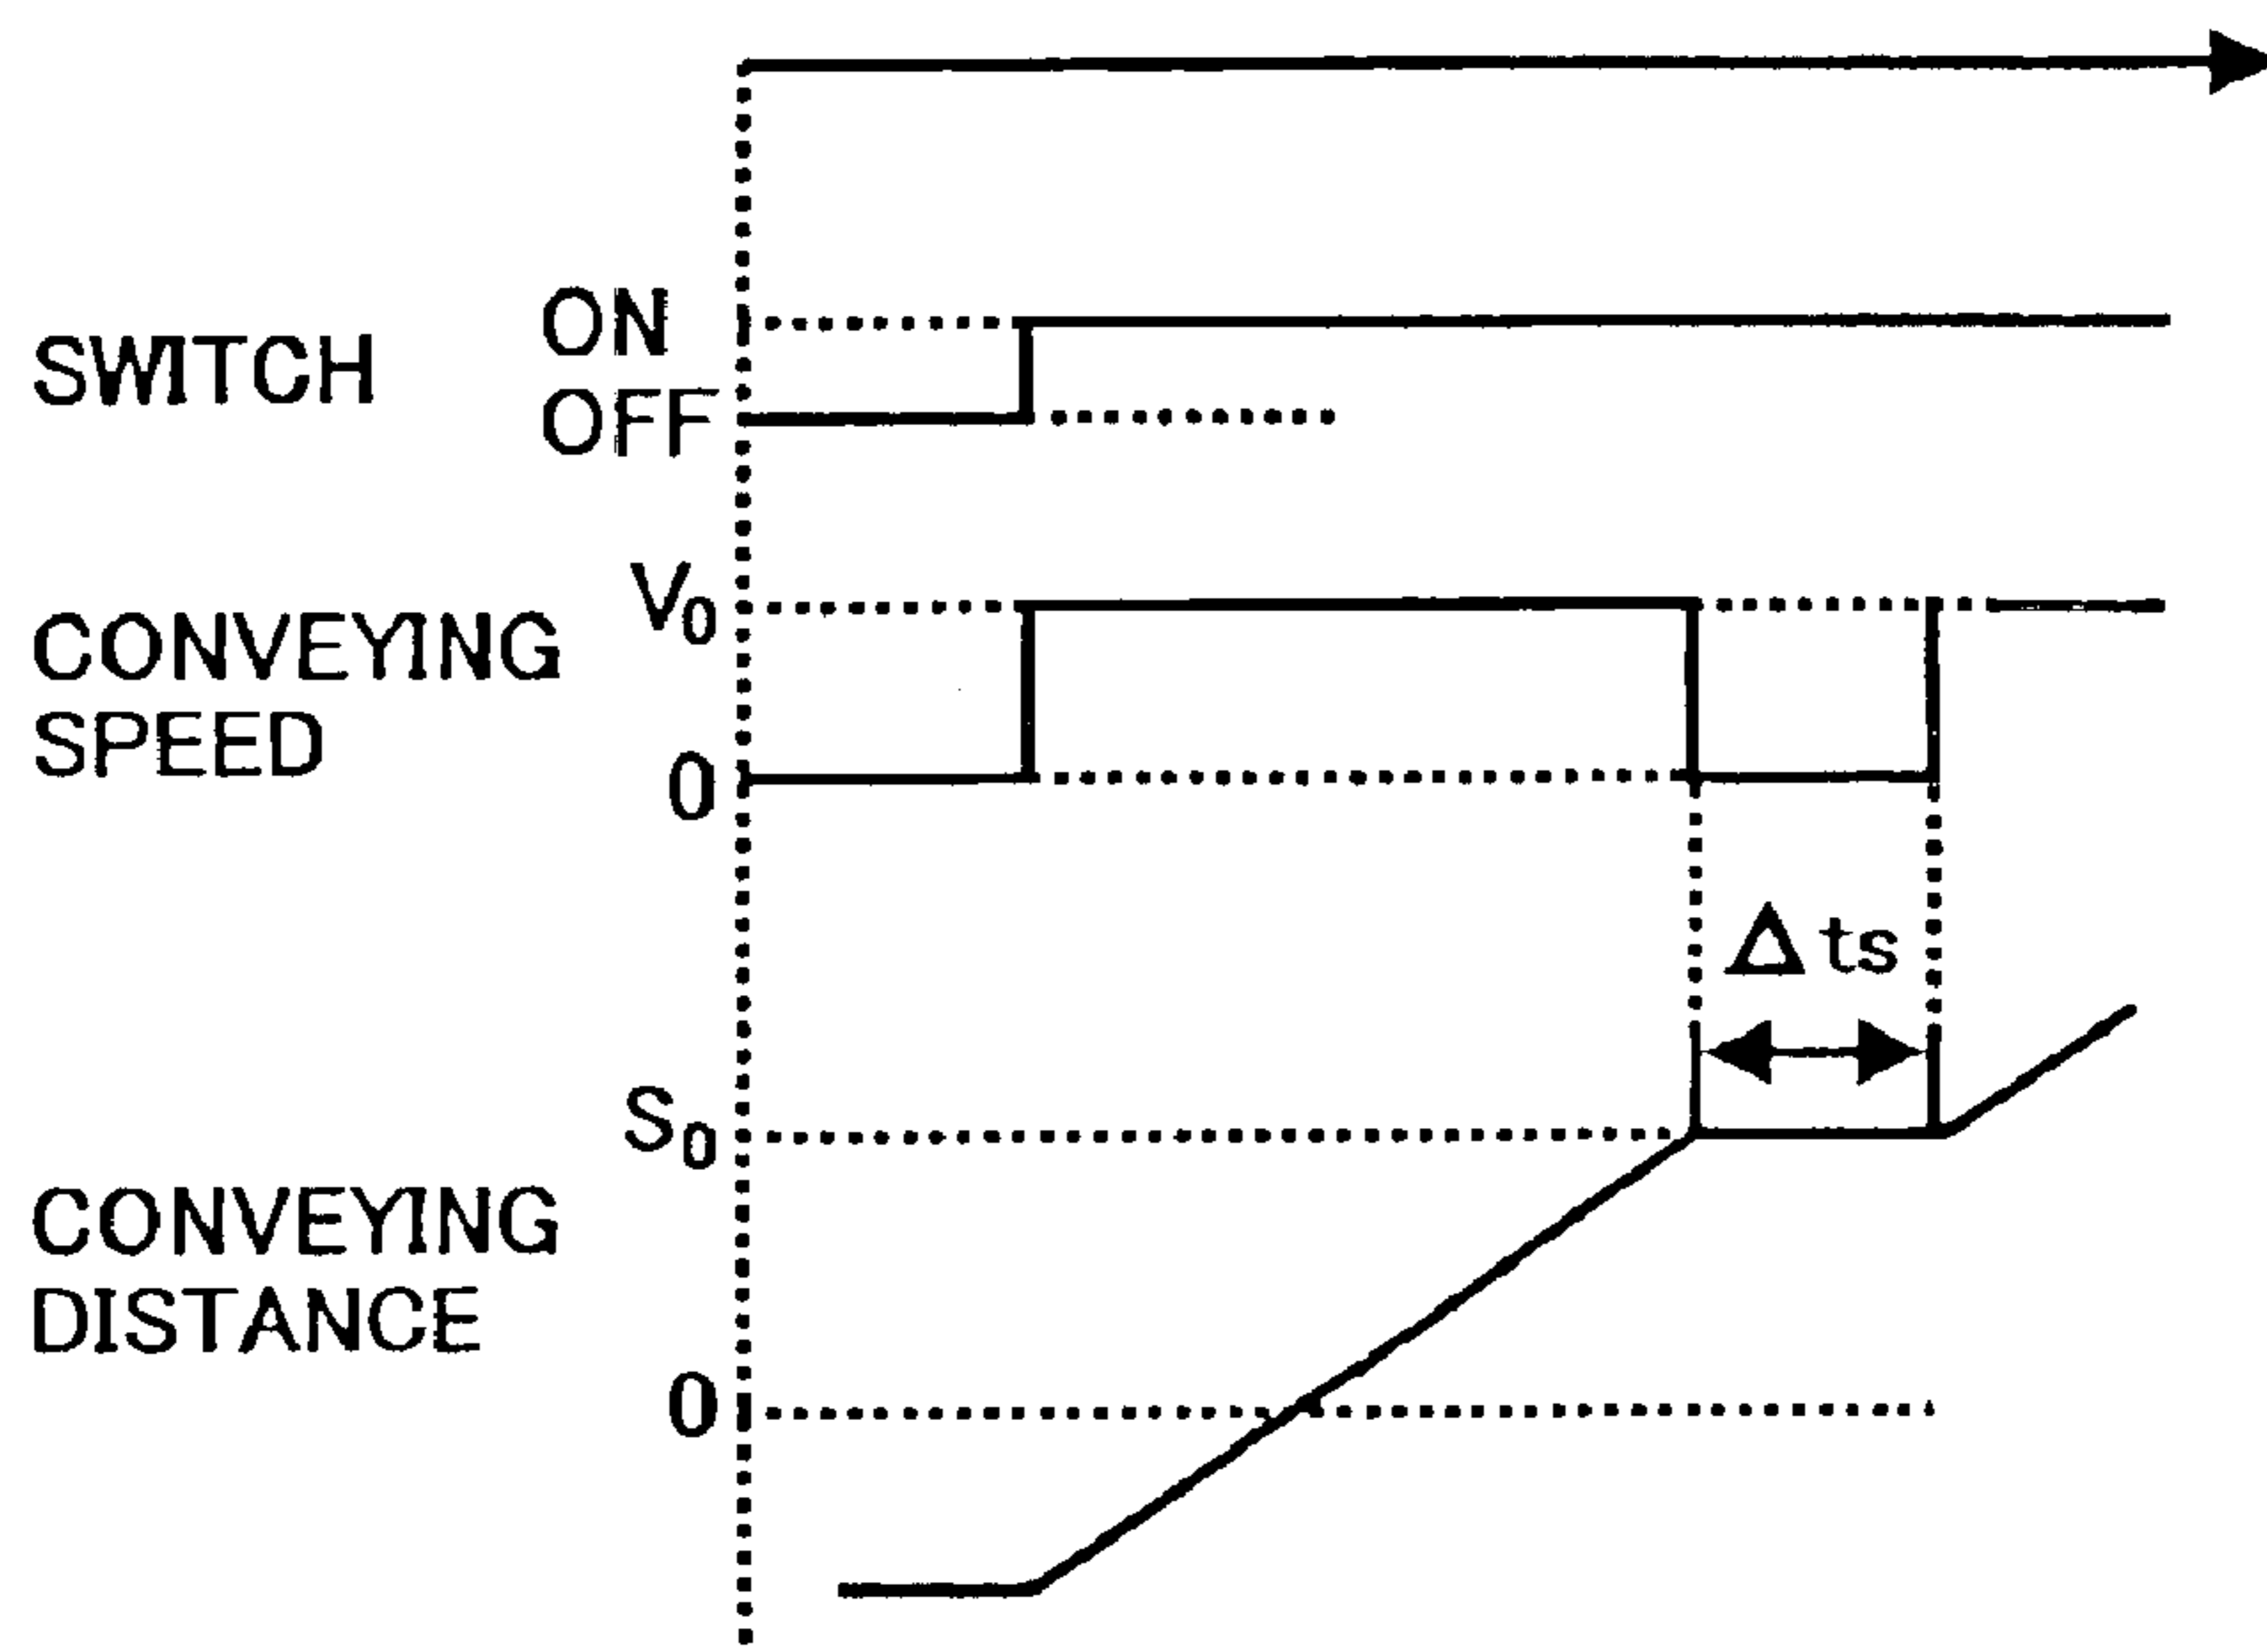 SWITCH
ON
OFF
CONVEYING
SPEED
V₀
0
Δts
CONVEYING
DISTANCE
S₀
0